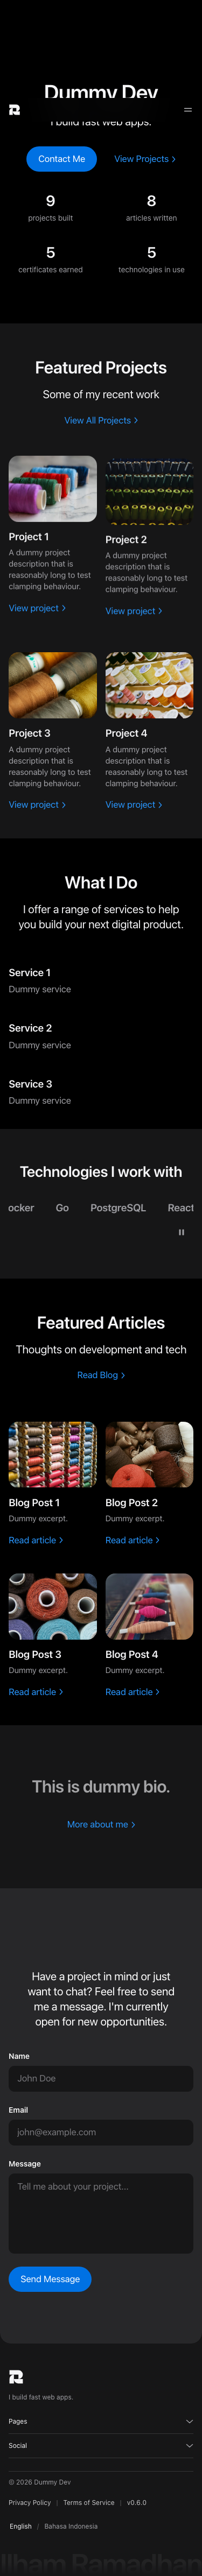 Dummy Dev
I build fast web apps.
Contact Me
View Projects
9
projects built
8
articles written
5
certificates earned
5
technologies in use
Featured Projects
Some of my recent work
View All Projects
Project 1
A dummy project
description that is
reasonably long to test
clamping behaviour.
View project
Project 2
A dummy project
description that is
reasonably long to test
clamping behaviour.
View project
Project 3
A dummy project
description that is
reasonably long to test
clamping behaviour.
View project
Project 4
A dummy project
description that is
reasonably long to test
clamping behaviour.
View project
What I Do
I offer a range of services to help
you build your next digital product.
Service 1
Dummy service
Service 2
Dummy service
Service 3
Dummy service
Technologies I work with
ocker Go PostgreSQL React
Featured Articles
Thoughts on development and tech
Read Blog
Blog Post 1
Dummy excerpt.
Read article
Blog Post 2
Dummy excerpt.
Read article
Blog Post 3
Dummy excerpt.
Read article
Blog Post 4
Dummy excerpt.
Read article
This is dummy bio.
More about me
Have a project in mind or just
want to chat? Feel free to send
me a message. I'm currently
open for new opportunities.
Name
John Doe
Email
john@example.com
Message
Tell me about your project...
Send Message
I build fast web apps.
Pages
Social
© 2026 Dummy Dev
Privacy Policy | Terms of Service | v0.6.0
English / Bahasa Indonesia
Ilham Ramadhan